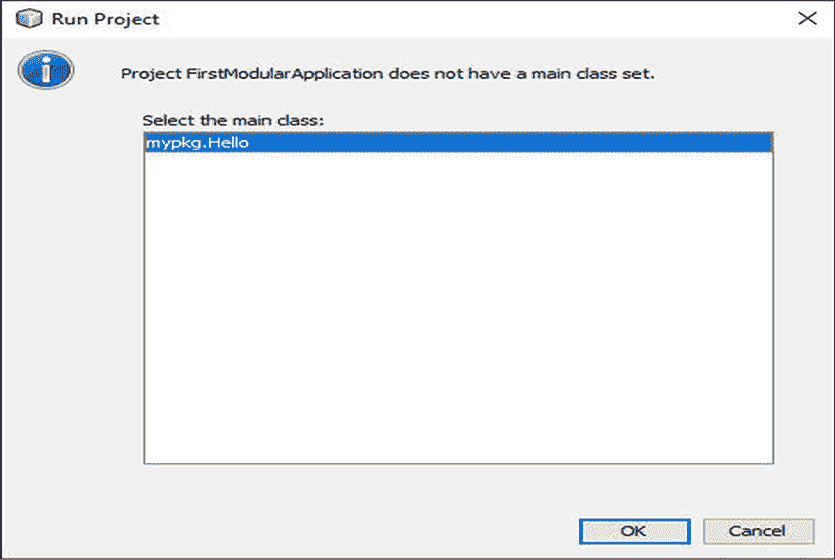 Run Project
Project FirstModularApplication does not have a main class set.
Select the main class:
mypkg.Hello
OK
Cancel